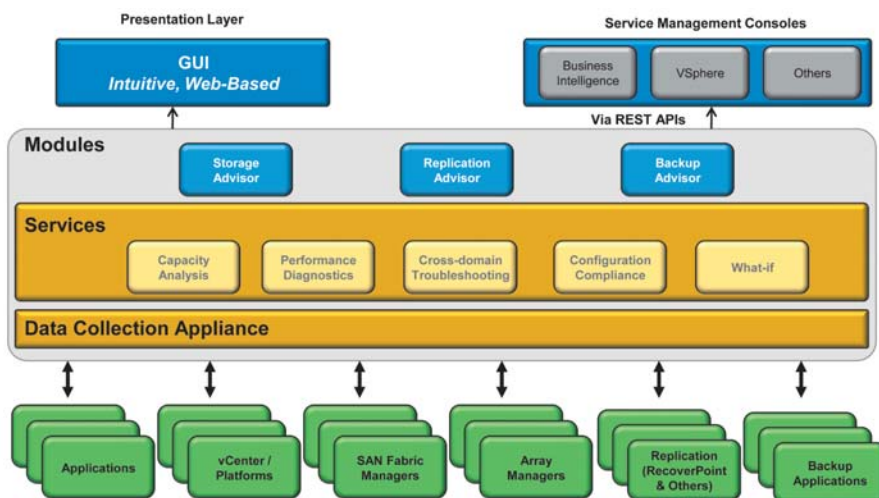 Presentation Layer
Service Management Consoles
GUI
Intuitive, Web-Based
Business
Intelligence
VSphere
Others
Via REST APIs
Modules
Storage
Advisor
Replication
Advisor
Backup
Advisor
Services
Capacity
Analysis
Performance
Diagnostics
Cross-domain
Troubleshooting
Configuration
Compliance
What-if
Data Collection Appliance
Applications
vCenter /
Platforms
SAN Fabric
Managers
Array
Managers
Replication
(RecoverPoint
& Others)
Backup
Applications